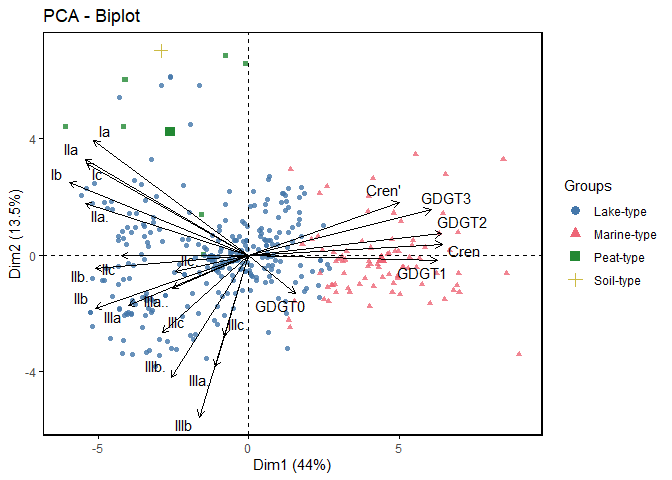 PCA - Biplot
Ia
IIa
Ic
Ib
IIa.
IIc
IIb.
IIc
IIb
IIIa
IIIa..
IIIc
IIIc
IIIb.
IIIa.
IIIb
Cren'
GDGT3
GDGT2
Cren
GDGT1
GDGT0
4
0
-4
-5
0
5
Dim2 (13.5%)
Dim1 (44%)
Groups
Lake-type
Marine-type
Peat-type
Soil-type